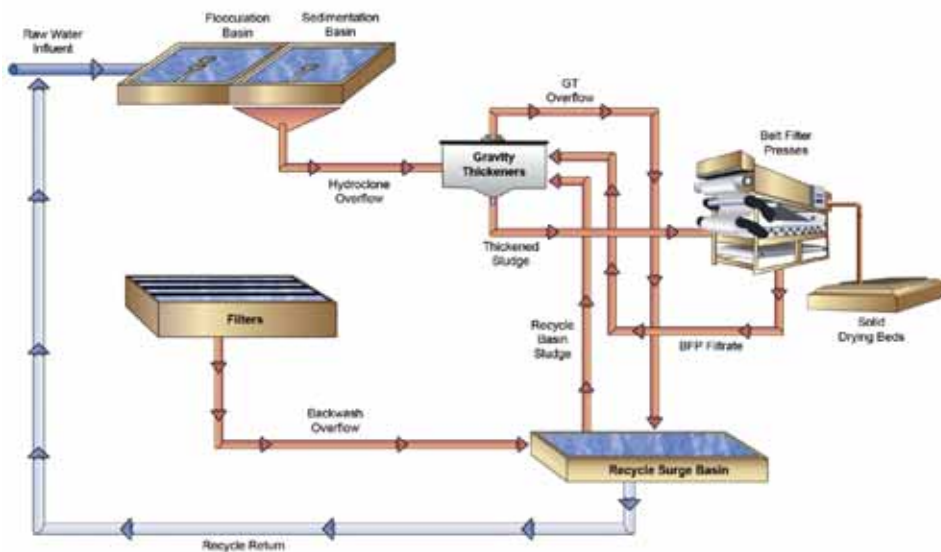 Raw Water
Influent
Flocculation
Basin
Sedimentation
Basin
GT
Overflow
Belt Filter
Presses
Gravity
Thickeners
Hydroclone
Overflow
Thickened
Sludge
Filters
Recycle
Basin
Sludge
BFP Filtrate
Solid
Drying Beds
Backwash
Overflow
Recycle Surge Basin
Recycle Return